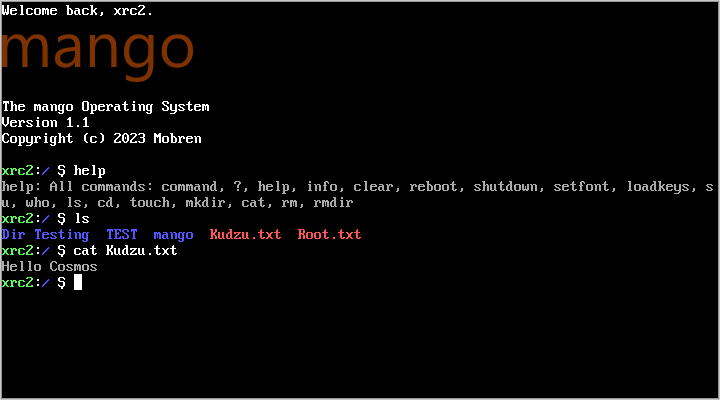 Welcome back, xrc2.
mango
The mango Operating System
Version 1.1
Copyright (c) 2023 Mobren
xrc2:/ $ help
help: All commands: command, ?, help, info, clear, reboot, shutdown, setfont, loadkeys, s
u, who, ls, cd, touch, mkdir, cat, rm, rmdir
xrc2:/ $ ls
Dir Testing  TEST  mango  Kudzu.txt  Root.txt
xrc2:/ $ cat Kudzu.txt
Hello Cosmos
xrc2:/ $